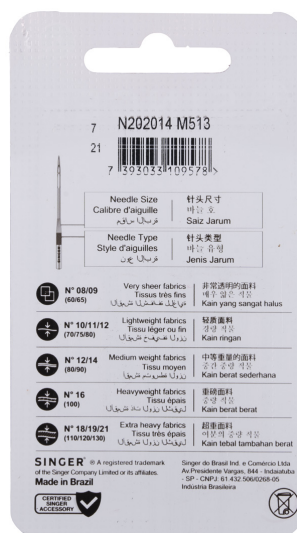 7 N202014 M513
21
7 393033 109578 >
Needle Size 针头尺寸
Calibre d'aiguille 바늘 호
Saiz Jarum
Needle Type 针头类型
Style d'aiguilles 바늘 유형
Jenis Jarum
N° 08/09 Very sheer fabrics 非常透明的面料
(60/65) Tissus très fins 매우 얇은 직물
Kain yang sangat halus
N° 10/11/12 Lightweight fabrics 轻质面料
(70/75/80) Tissu léger ou fin 경량 직물
Kain ringan
N° 12/14 Medium weight fabrics 中等重量的面料
(80/90) Tissu moyen 중간 중량 직물
Kain berat sederhana
N° 16 Heavyweight fabrics 重磅面料
(100) Tissu épais 중량 직물
Kain berat berat
N° 18/19/21 Extra heavy fabrics 超重面料
(110/120/130) Tissu très épais 여분의 중량 직물
Kain tebal tambahan berat
SINGER® ® A registered trademark
of the Singer Company Limited or its affiliates.
Made in Brazil
Singer do Brasil Ind. e Comércio Ltda
Av.Presidente Vargas, 844 - Indaiatuba
- SP - CNPJ: 61.432.506/0268-05
Indústria Brasileira
CERTIFIED
SINGER
ACCESSORY